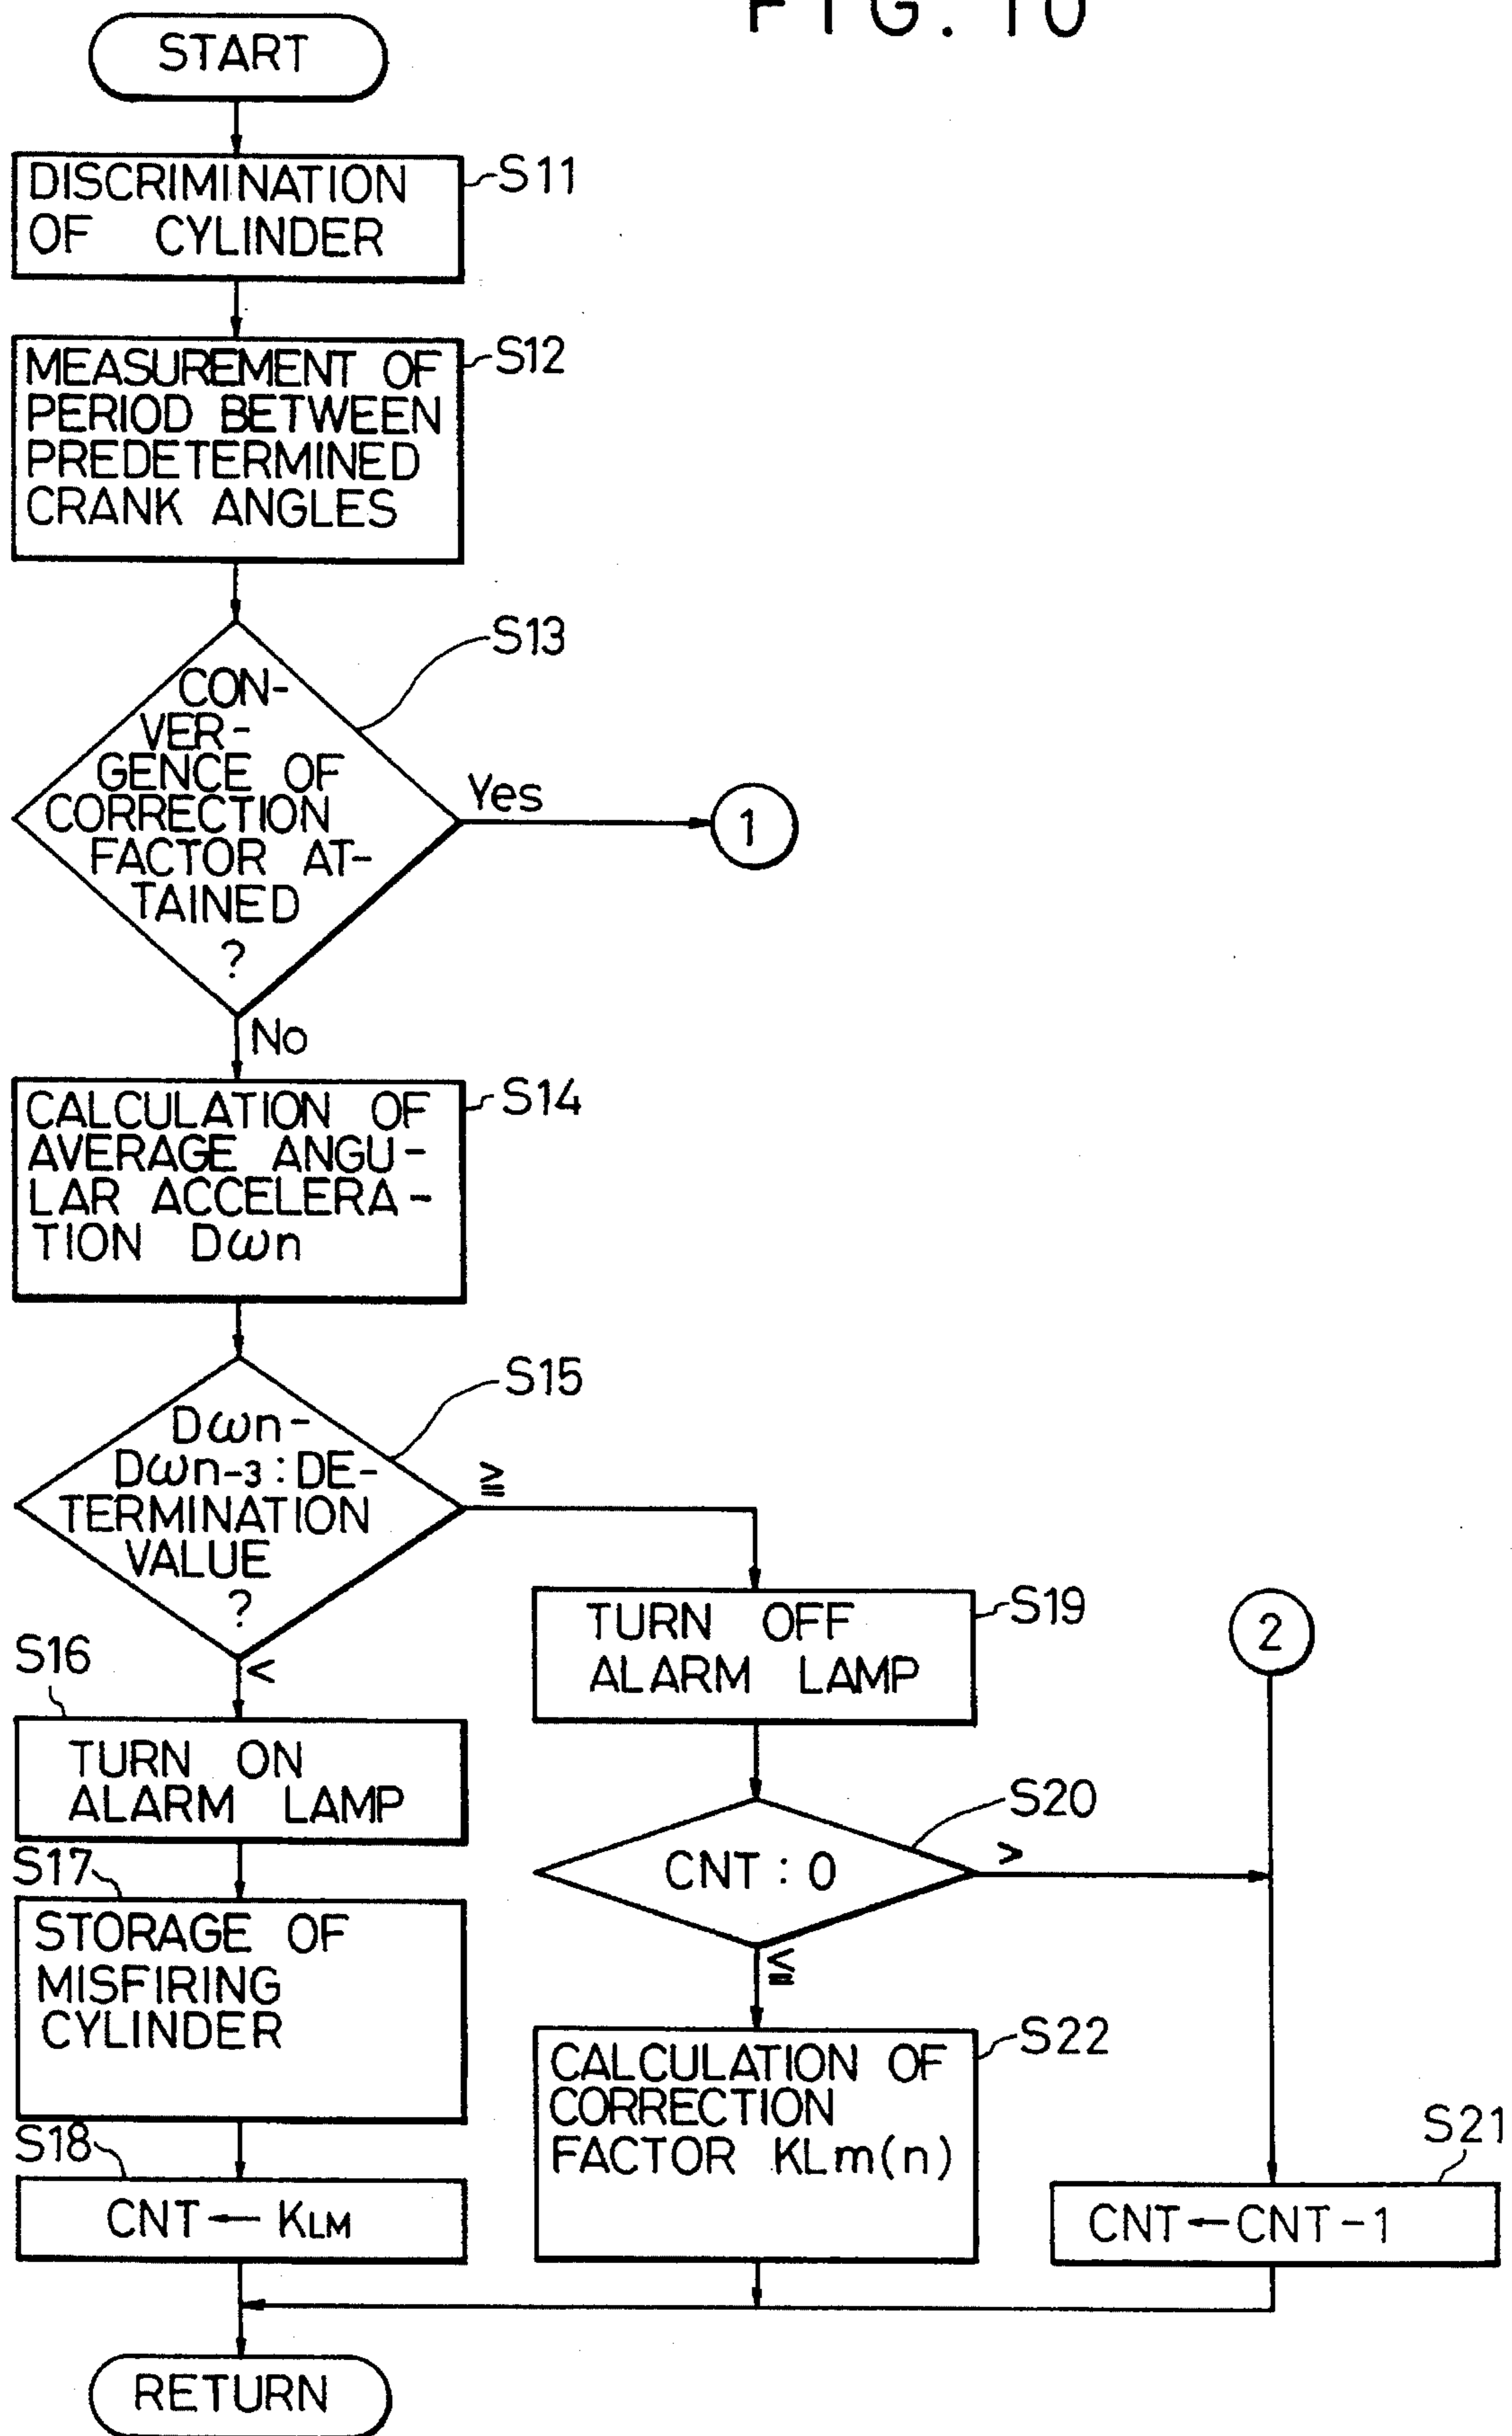 FIG. 10
START
DISCRIMINATION
OF CYLINDER
S11
MEASUREMENT OF
PERIOD BETWEEN
PREDETERMINED
CRANK ANGLES
S12
CON-
VER-
GENCE OF
CORRECTION
FACTOR AT-
TAINED
?
S13
Yes
1
No
CALCULATION OF
AVERAGE ANGU-
LAR ACCELERA-
TION Dωn
S14
Dωn-
Dωn-3:DE-
TERMINATION
VALUE
?
S15
≧
<
S16
TURN ON
ALARM LAMP
S17
STORAGE OF
MISFIRING
CYLINDER
S18
CNT ← KLM
TURN OFF
ALARM LAMP
S19
2
CNT : 0
S20
>
≦
CALCULATION OF
CORRECTION
FACTOR KLm(n)
S22
S21
CNT ← CNT-1
RETURN